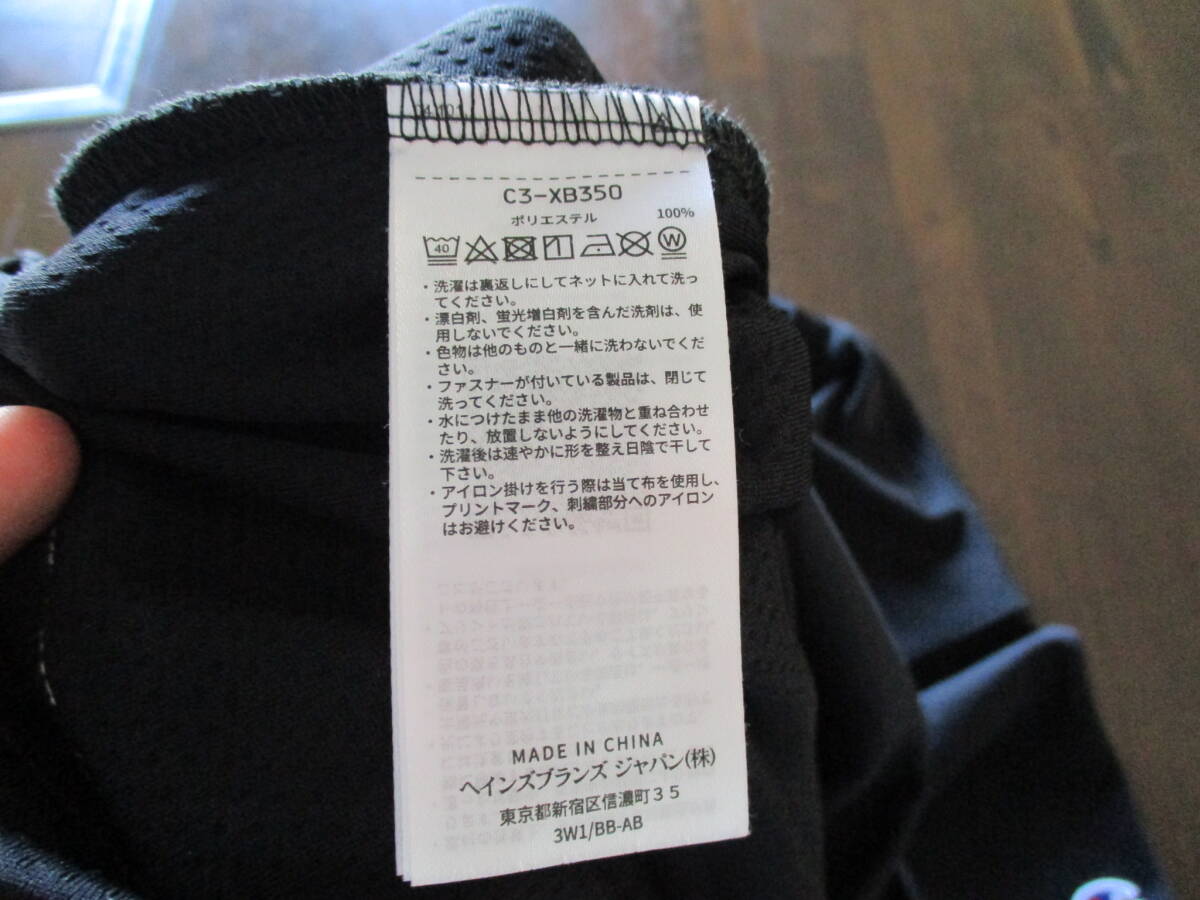 C3-XB350
ポリエステル 100%
40 W
・洗濯は裏返しにしてネットに入れて洗っ
てください。
・漂白剤、蛍光増白剤を含んだ洗剤は、使
用しないでください。
・色物は他のものと一緒に洗わないでくだ
さい。
・ファスナーが付いている製品は、閉じて
洗ってください。
・水につけたまま他の洗濯物と重ね合わせ
たり、放置しないようにしてください。
・洗濯後は速やかに形を整え日陰で干して
下さい。
・アイロン掛けを行う際は当て布を使用し、
プリントマーク、刺繍部分へのアイロン
はお避けください。
MADE IN CHINA
ヘインズブランズ ジャパン(株)
東京都新宿区信濃町３５
3W1/BB-AB